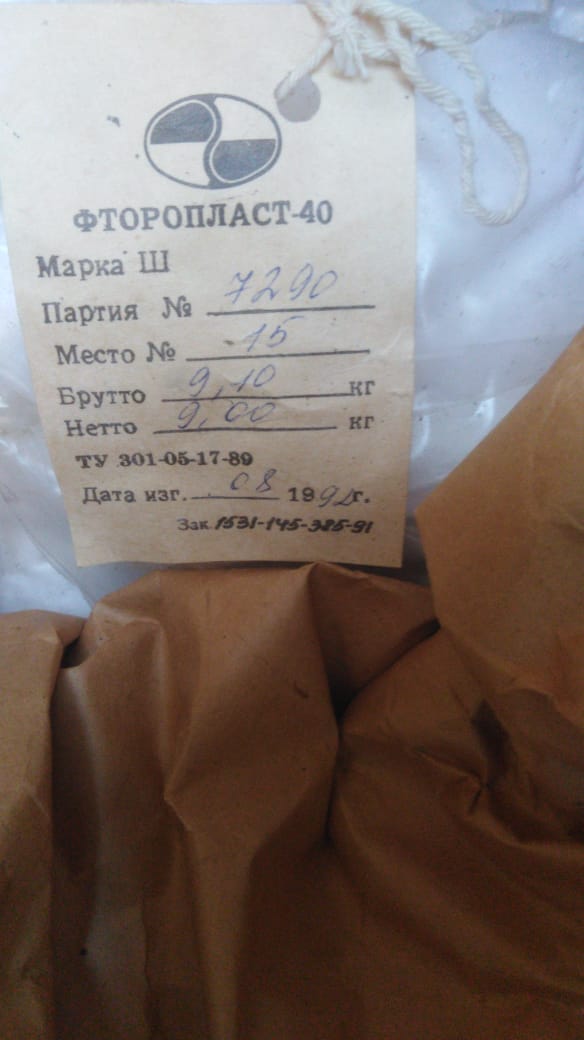 ФТОРОПЛАСТ-40
Марка Ш
Партия № 7290
Место № 15
Брутто 9,10 кг
Нетто 9,00 кг
ТУ 301-05-17-89
Дата изг. 08 1992г.
Зак. 1531-145-385-91